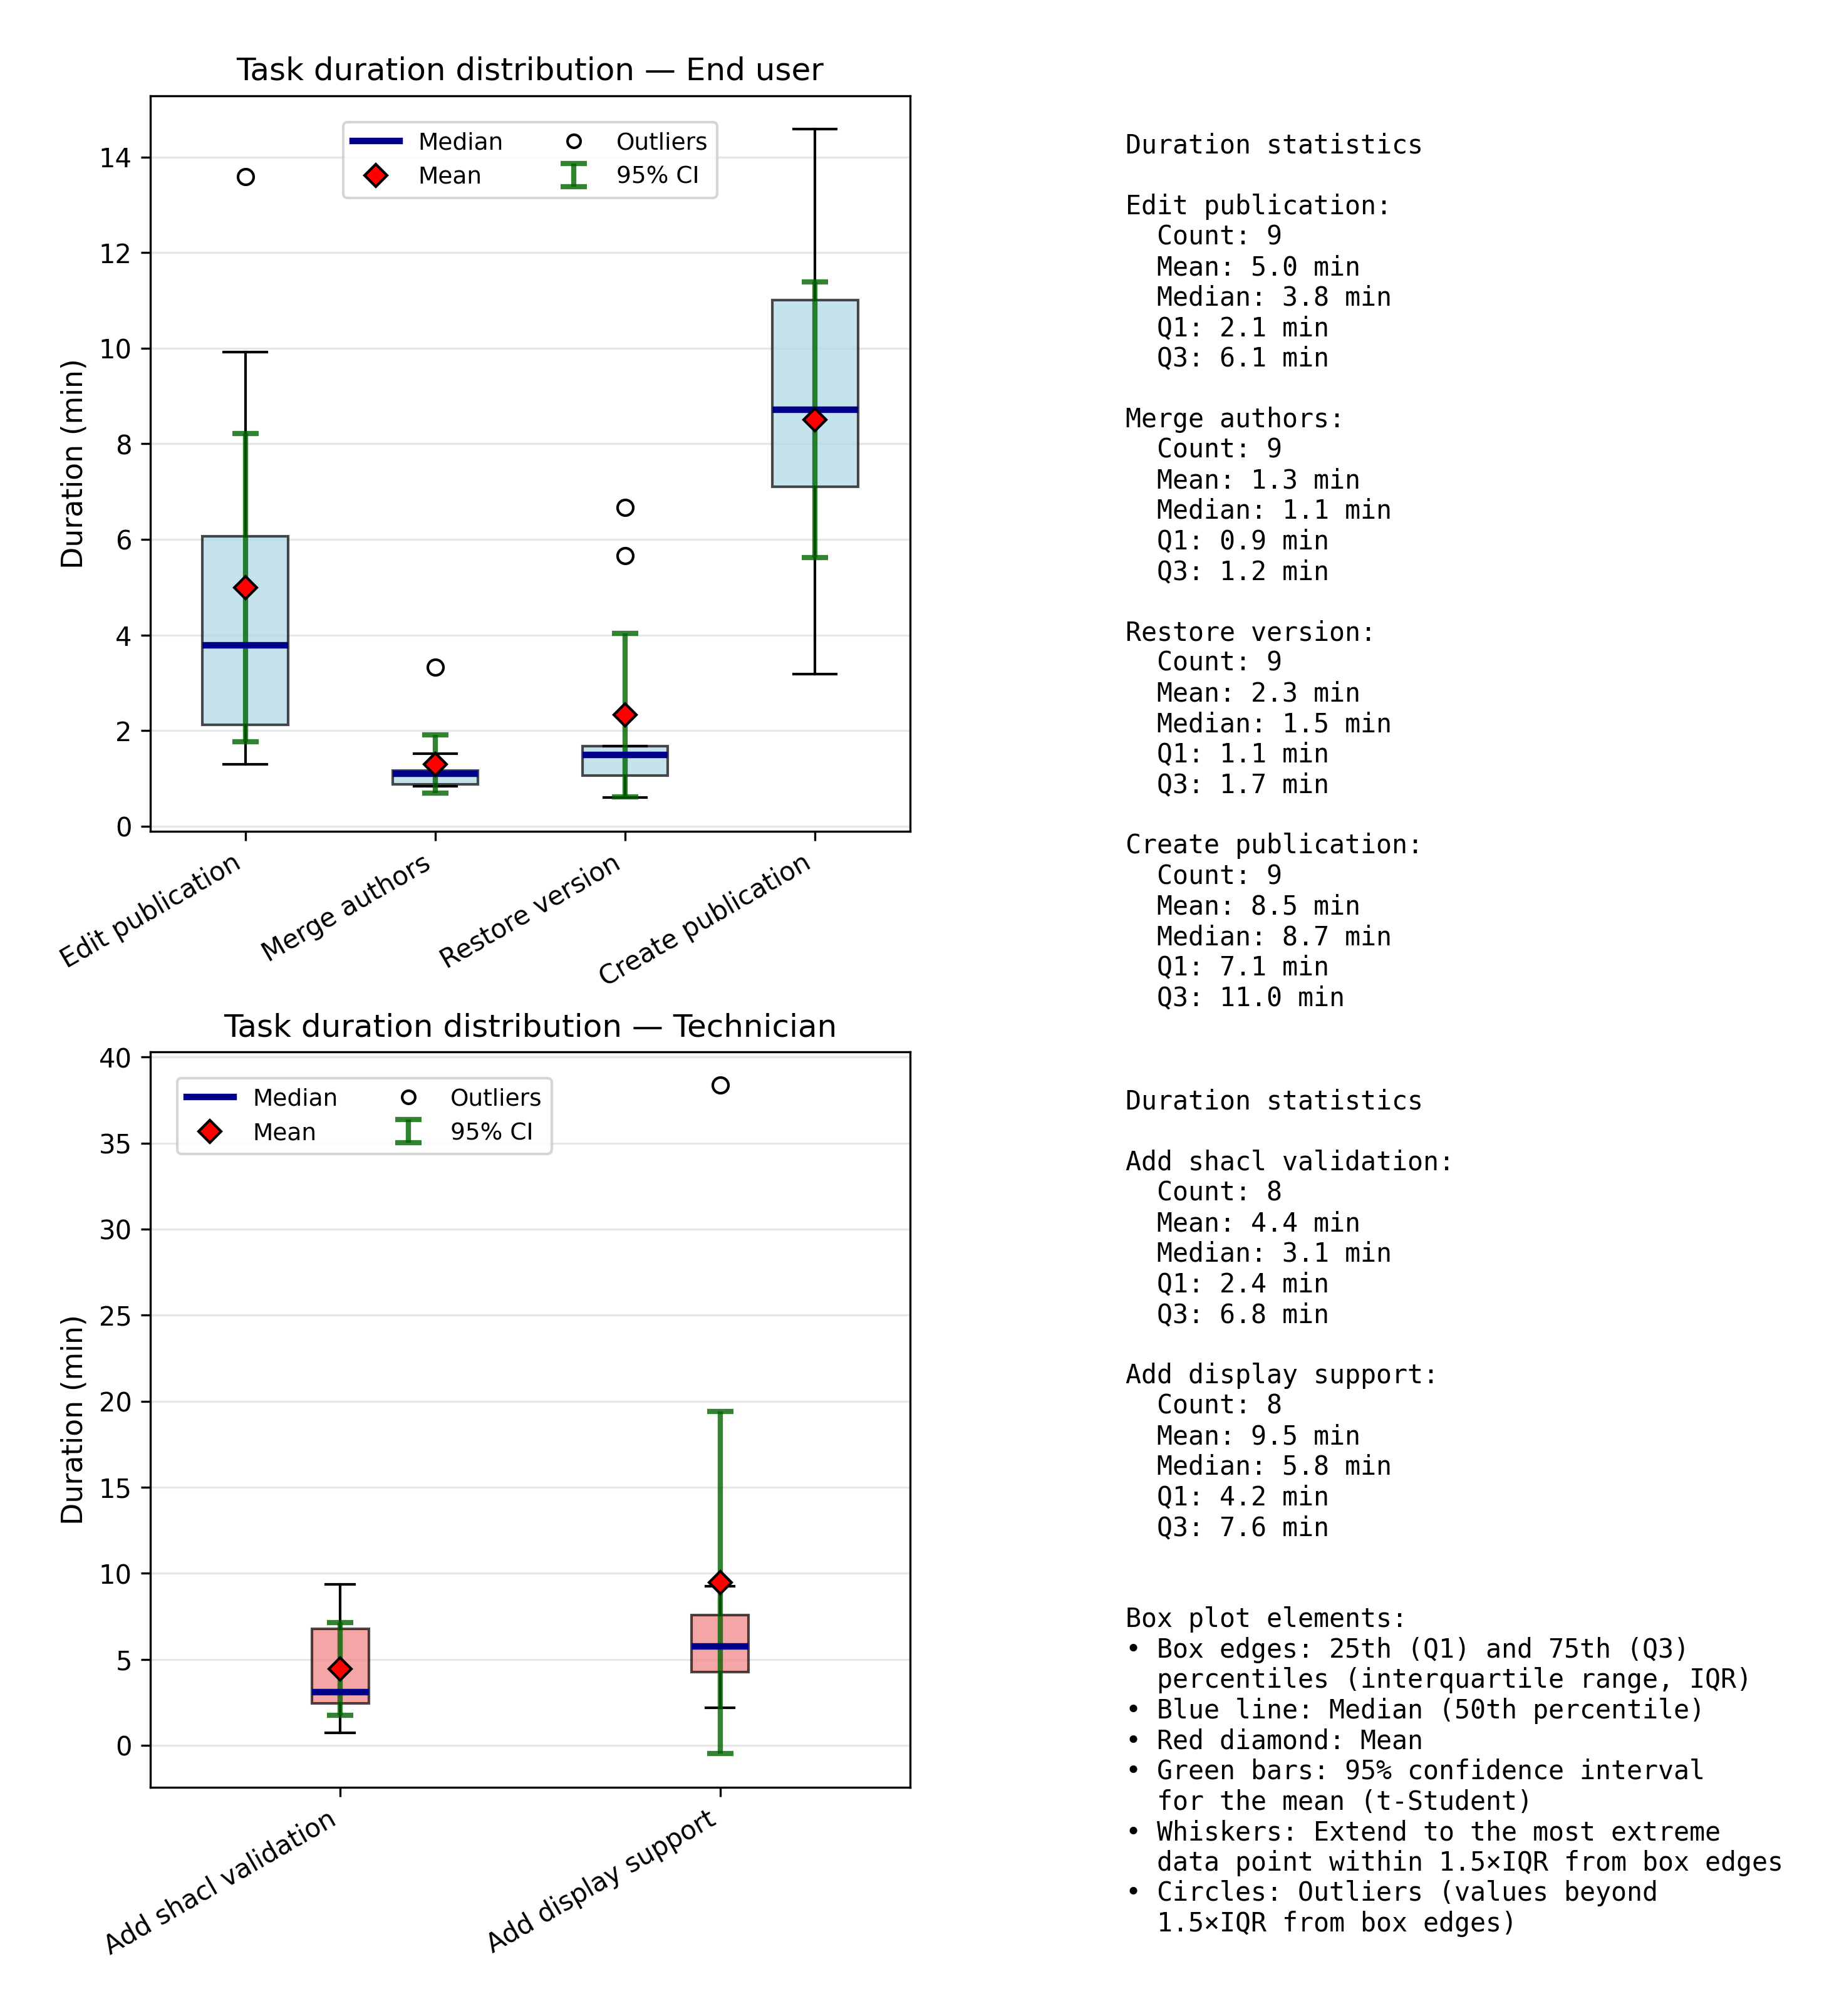 Task duration distribution — End user
Median
Mean
Outliers
95% CI
Duration (min)
14
12
10
8
6
4
2
0
Edit publication
Merge authors
Restore version
Create publication
Duration statistics
Edit publication:
Count: 9
Mean: 5.0 min
Median: 3.8 min
Q1: 2.1 min
Q3: 6.1 min
Merge authors:
Count: 9
Mean: 1.3 min
Median: 1.1 min
Q1: 0.9 min
Q3: 1.2 min
Restore version:
Count: 9
Mean: 2.3 min
Median: 1.5 min
Q1: 1.1 min
Q3: 1.7 min
Create publication:
Count: 9
Mean: 8.5 min
Median: 8.7 min
Q1: 7.1 min
Q3: 11.0 min
Task duration distribution — Technician
Median
Mean
Outliers
95% CI
Duration (min)
40
35
30
25
20
15
10
5
0
Add shacl validation
Add display support
Duration statistics
Add shacl validation:
Count: 8
Mean: 4.4 min
Median: 3.1 min
Q1: 2.4 min
Q3: 6.8 min
Add display support:
Count: 8
Mean: 9.5 min
Median: 5.8 min
Q1: 4.2 min
Q3: 7.6 min
Box plot elements:
• Box edges: 25th (Q1) and 75th (Q3)
percentiles (interquartile range, IQR)
• Blue line: Median (50th percentile)
• Red diamond: Mean
• Green bars: 95% confidence interval
for the mean (t-Student)
• Whiskers: Extend to the most extreme
data point within 1.5×IQR from box edges
• Circles: Outliers (values beyond
1.5×IQR from box edges)